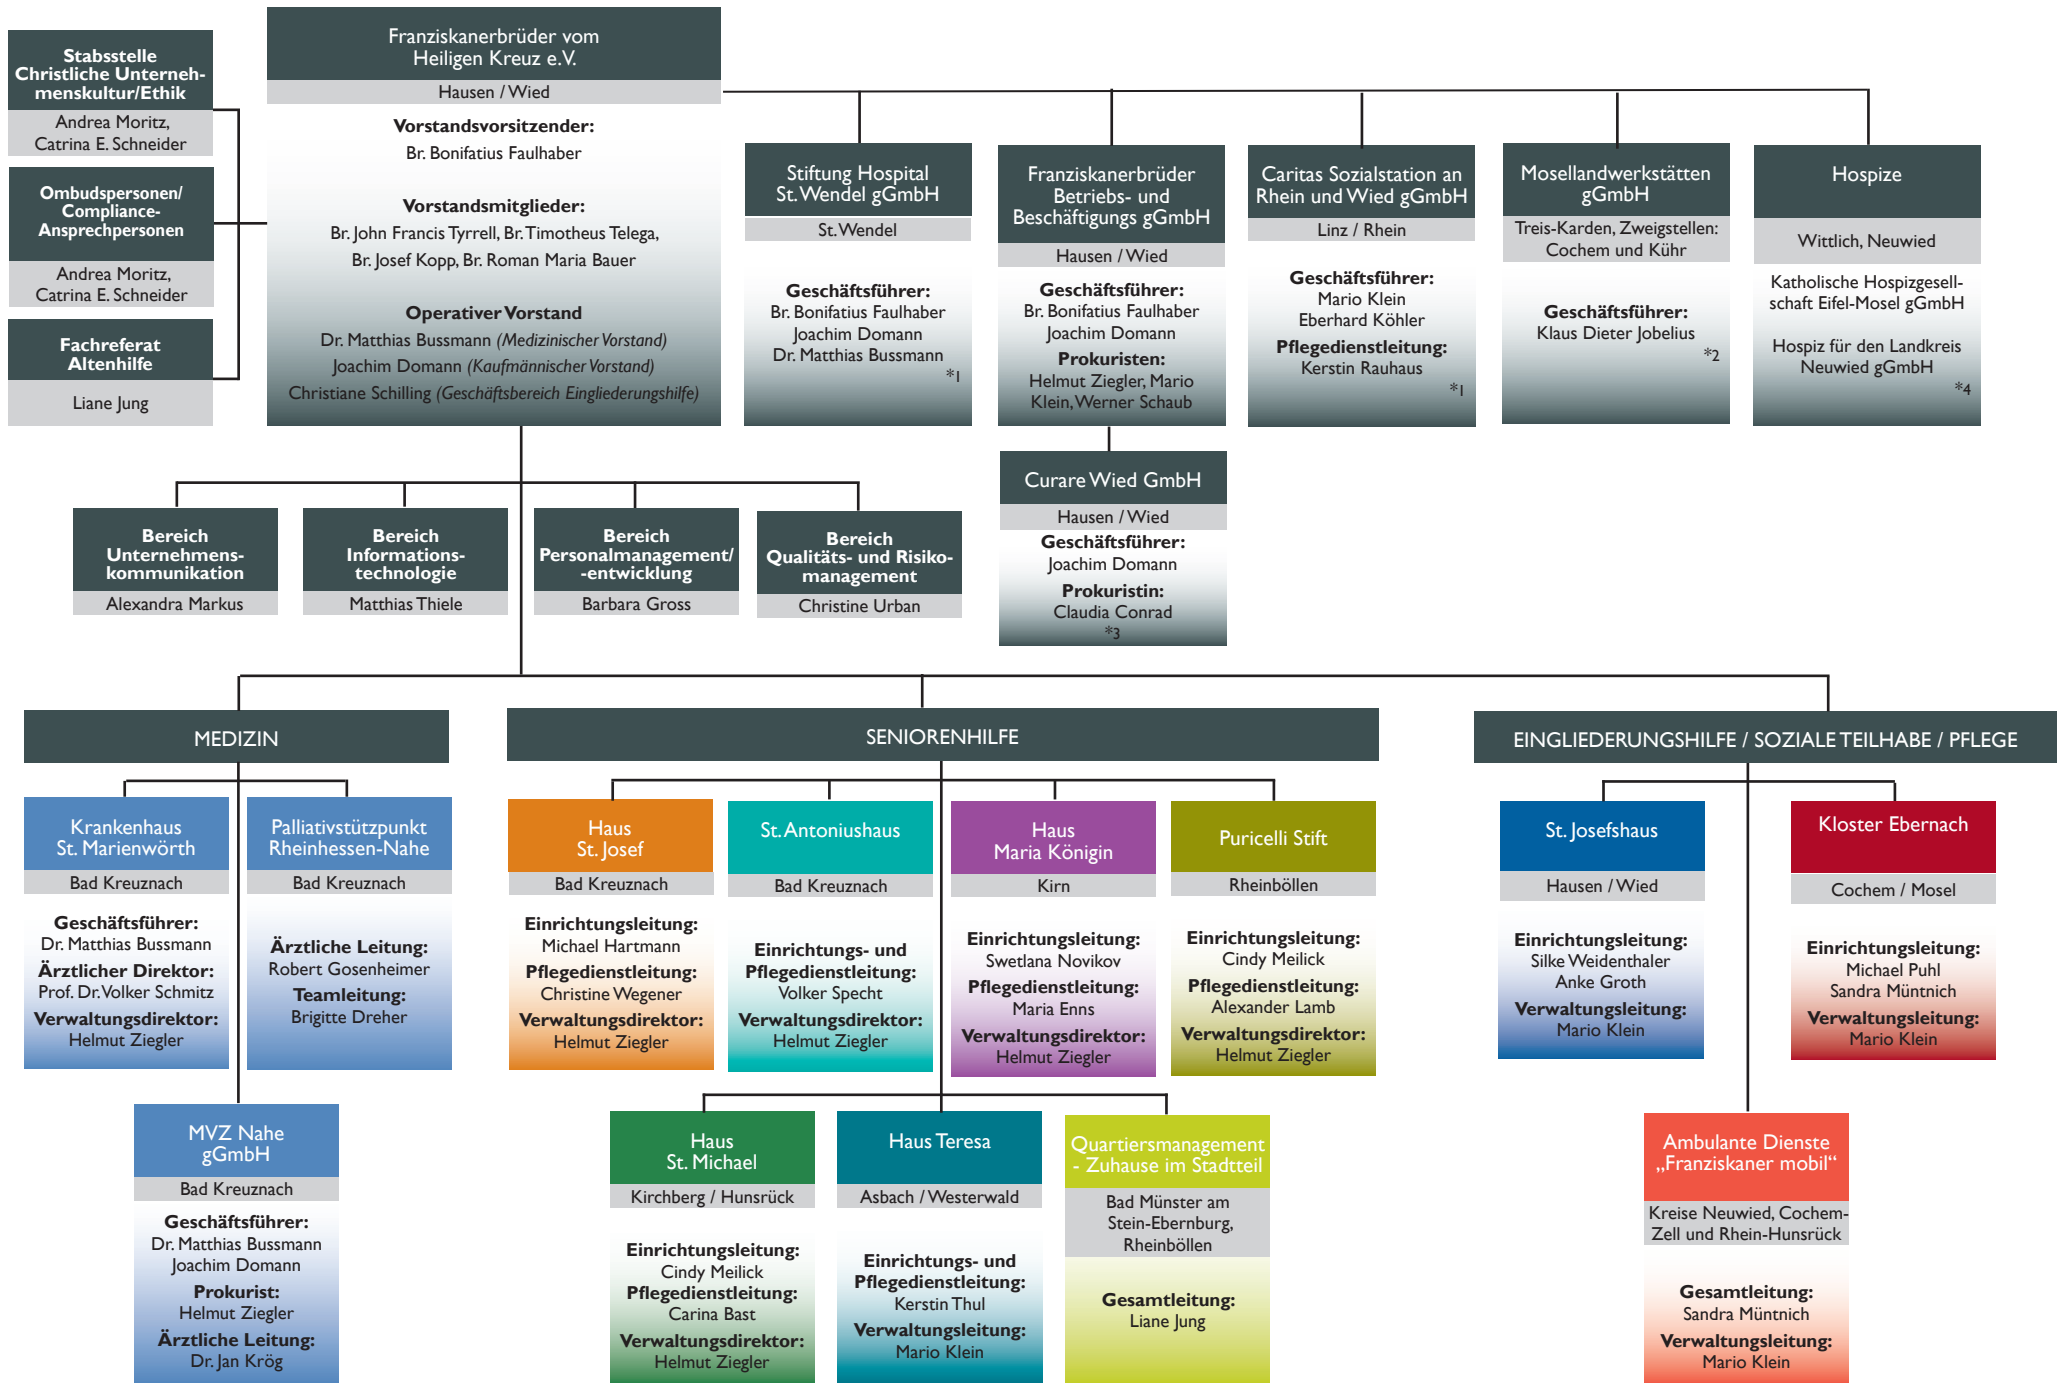 Stabsstelle
Christliche Unterneh-
menskultur/Ethik
Andrea Moritz,
Catrina E. Schneider
Ombudspersonen/
Compliance-
Ansprechpersonen
Andrea Moritz,
Catrina E. Schneider
Fachreferat
Altenhilfe
Liane Jung
Franziskanerbrüder vom
Heiligen Kreuz e.V.
Hausen / Wied
Vorstandsvorsitzender:
Br. Bonifatius Faulhaber
Vorstandsmitglieder:
Br. John Francis Tyrrell, Br. Timotheus Telega,
Br. Josef Kopp, Br. Roman Maria Bauer
Operativer Vorstand
Dr. Matthias Bussmann (Medizinischer Vorstand)
Joachim Domann (Kaufmännischer Vorstand)
Christiane Schilling (Geschäftsbereich Eingliederungshilfe)
Stiftung Hospital
St. Wendel gGmbH
St. Wendel
Geschäftsführer:
Br. Bonifatius Faulhaber
Joachim Domann
Dr. Matthias Bussmann
*1
Franziskanerbrüder
Betriebs- und
Beschäftigungs gGmbH
Hausen / Wied
Geschäftsführer:
Br. Bonifatius Faulhaber
Joachim Domann
Prokuristen:
Helmut Ziegler, Mario
Klein, Werner Schaub
Caritas Sozialstation an
Rhein und Wied gGmbH
Linz / Rhein
Geschäftsführer:
Mario Klein
Eberhard Köhler
Pflegedienstleitung:
Kerstin Rauhaus
*1
Mosellandwerkstätten
gGmbH
Treis-Karden, Zweigstellen:
Cochem und Kühr
Geschäftsführer:
Klaus Dieter Jobelius
*2
Hospize
Wittlich, Neuwied
Katholische Hospizgesell-
schaft Eifel-Mosel gGmbH
Hospiz für den Landkreis
Neuwied gGmbH
*4
Curare Wied GmbH
Hausen / Wied
Geschäftsführer:
Joachim Domann
Prokuristin:
Claudia Conrad
*3
Bereich
Unternehmens-
kommunikation
Alexandra Markus
Bereich
Informations-
technologie
Matthias Thiele
Bereich
Personalmanagement/
-entwicklung
Barbara Gross
Bereich
Qualitäts- und Risiko-
management
Christine Urban
MEDIZIN
Krankenhaus
St. Marienwörth
Bad Kreuznach
Geschäftsführer:
Dr. Matthias Bussmann
Ärztlicher Direktor:
Prof. Dr. Volker Schmitz
Verwaltungsdirektor:
Helmut Ziegler
Palliativstützpunkt
Rheinhessen-Nahe
Bad Kreuznach
Ärztliche Leitung:
Robert Gosenheimer
Teamleitung:
Brigitte Dreher
MVZ Nahe
gGmbH
Bad Kreuznach
Geschäftsführer:
Dr. Matthias Bussmann
Joachim Domann
Prokurist:
Helmut Ziegler
Ärztliche Leitung:
Dr. Jan Krög
SENIORENHILFE
Haus
St. Josef
Bad Kreuznach
Einrichtungsleitung:
Michael Hartmann
Pflegedienstleitung:
Christine Wegener
Verwaltungsdirektor:
Helmut Ziegler
St. Antoniushaus
Bad Kreuznach
Einrichtungs- und
Pflegedienstleitung:
Volker Specht
Verwaltungsdirektor:
Helmut Ziegler
Haus
Maria Königin
Kirn
Einrichtungsleitung:
Swetlana Novikov
Pflegedienstleitung:
Maria Enns
Verwaltungsdirektor:
Helmut Ziegler
Puricelli Stift
Rheinböllen
Einrichtungsleitung:
Cindy Meilick
Pflegedienstleitung:
Alexander Lamb
Verwaltungsdirektor:
Helmut Ziegler
Haus
St. Michael
Kirchberg / Hunsrück
Einrichtungsleitung:
Cindy Meilick
Pflegedienstleitung:
Carina Bast
Verwaltungsdirektor:
Helmut Ziegler
Haus Teresa
Asbach / Westerwald
Einrichtungs- und
Pflegedienstleitung:
Kerstin Thul
Verwaltungsleitung:
Mario Klein
Quartiersmanagement
- Zuhause im Stadtteil
Bad Münster am
Stein-Ebernburg,
Rheinböllen
Gesamtleitung:
Liane Jung
EINGLIEDERUNGSHILFE / SOZIALE TEILHABE / PFLEGE
St. Josefshaus
Hausen / Wied
Einrichtungsleitung:
Silke Weidenthaler
Anke Groth
Verwaltungsleitung:
Mario Klein
Kloster Ebernach
Cochem / Mosel
Einrichtungsleitung:
Michael Puhl
Sandra Müntnich
Verwaltungsleitung:
Mario Klein
Ambulante Dienste
„Franziskaner mobil“
Kreise Neuwied, Cochem-
Zell und Rhein-Hunsrück
Gesamtleitung:
Sandra Müntnich
Verwaltungsleitung:
Mario Klein